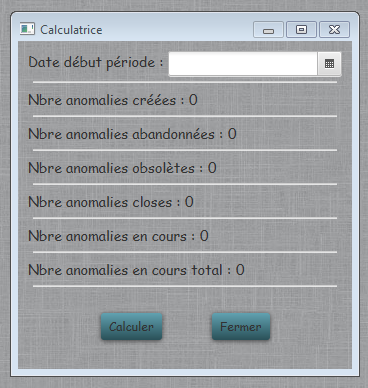 Calculatrice
Date début période :
Nbre anomalies créées : 0
Nbre anomalies abandonnées : 0
Nbre anomalies obsolètes : 0
Nbre anomalies closes : 0
Nbre anomalies en cours : 0
Nbre anomalies en cours total : 0
Calculer Fermer